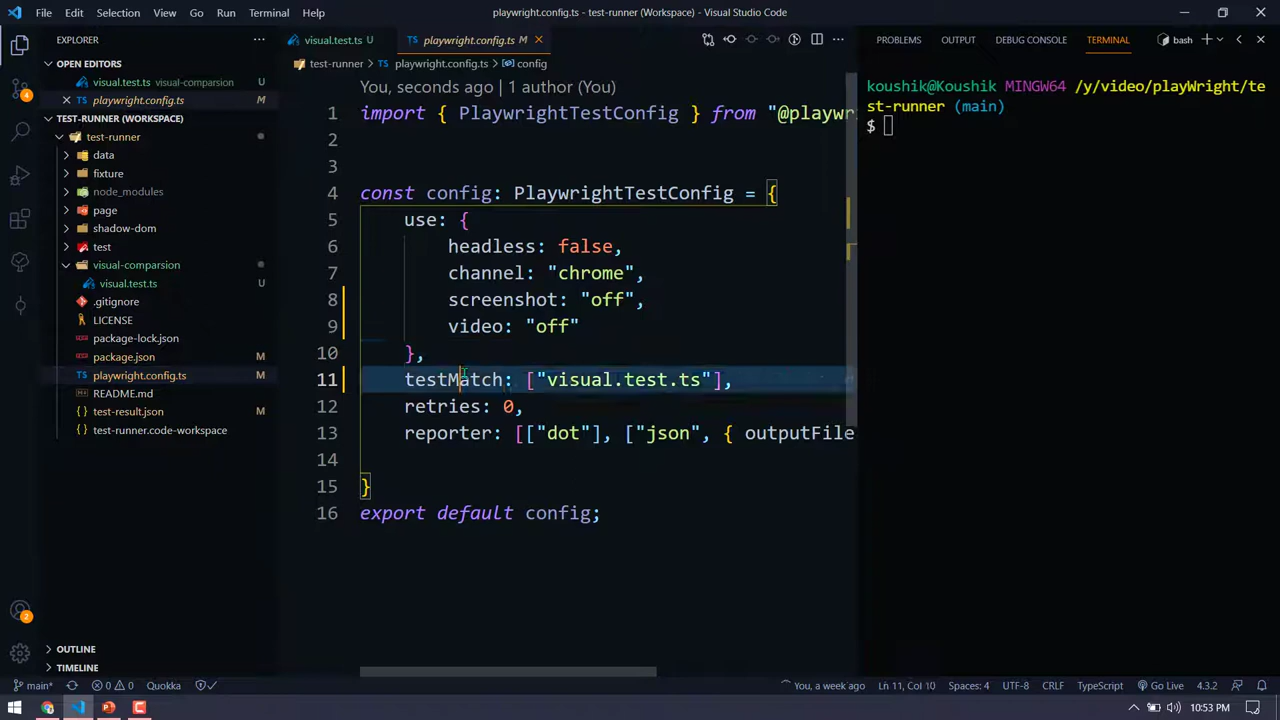 File Edit Selection View Go Run Terminal Help
playwright.config.ts - test-runner (Workspace) - Visual Studio Code
EXPLORER
OPEN EDITORS
visual.test.ts visual-comparsion U
playwright.config.ts M
TEST-RUNNER (WORKSPACE)
test-runner
data
fixture
node_modules
page
shadow-dom
test
visual-comparsion
visual.test.ts U
.gitignore
LICENSE
package-lock.json
package.json M
playwright.config.ts M
README.md
test-result.json M
test-runner.code-workspace
OUTLINE
TIMELINE
4
2
TS visual.test.ts U
TS playwright.config.ts M
test-runner > TS playwright.config.ts > config
You, seconds ago | 1 author (You)
1 import { PlaywrightTestConfig } from "@playwr
2
3
4 const config: PlaywrightTestConfig = {
5 use: {
6 headless: false,
7 channel: "chrome",
8 screenshot: "off",
9 video: "off"
10 },
11 testMatch: ["visual.test.ts"],
12 retries: 0,
13 reporter: [["dot"], ["json", { outputFile
14
15 }
16 export default config;
PROBLEMS OUTPUT DEBUG CONSOLE TERMINAL bash
koushik@Koushik MINGW64 /y/video/playWright/te
st-runner (main)
$
main* 0 0 Quokka You, a week ago Ln 11, Col 10 Spaces: 4 UTF-8 CRLF TypeScript Go Live 4.3.2
10:53 PM